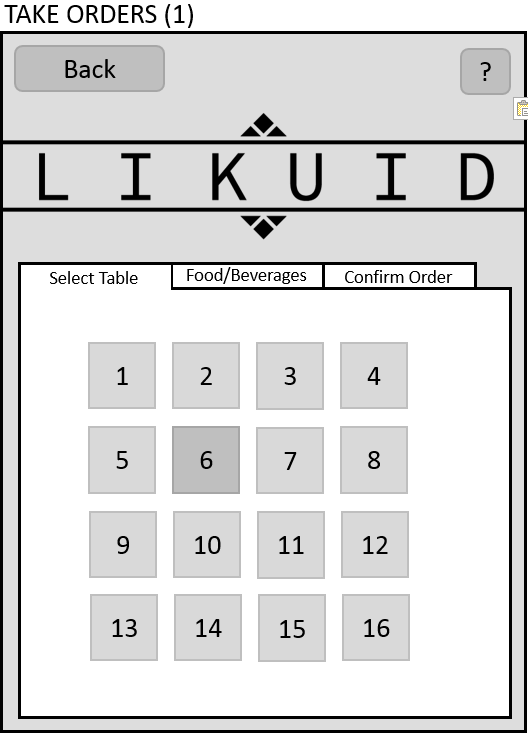 TAKE ORDERS (1)
Back ?
L I K U I D
Select Table Food/Beverages Confirm Order
1 2 3 4
5 6 7 8
9 10 11 12
13 14 15 16